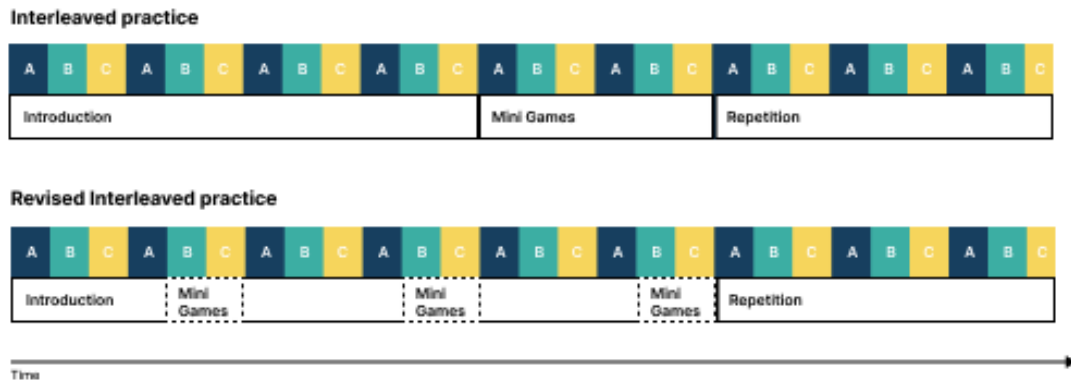 Interleaved practice
A B C A B C A B C A B C A B C A B C A B C A B C A B C
Introduction Mini Games Repetition
Revised Interleaved practice
A B C A B C A B C A B C A B C A B C A B C A B C A B C
Introduction Mini Games Mini Games Mini Games Repetition
Time